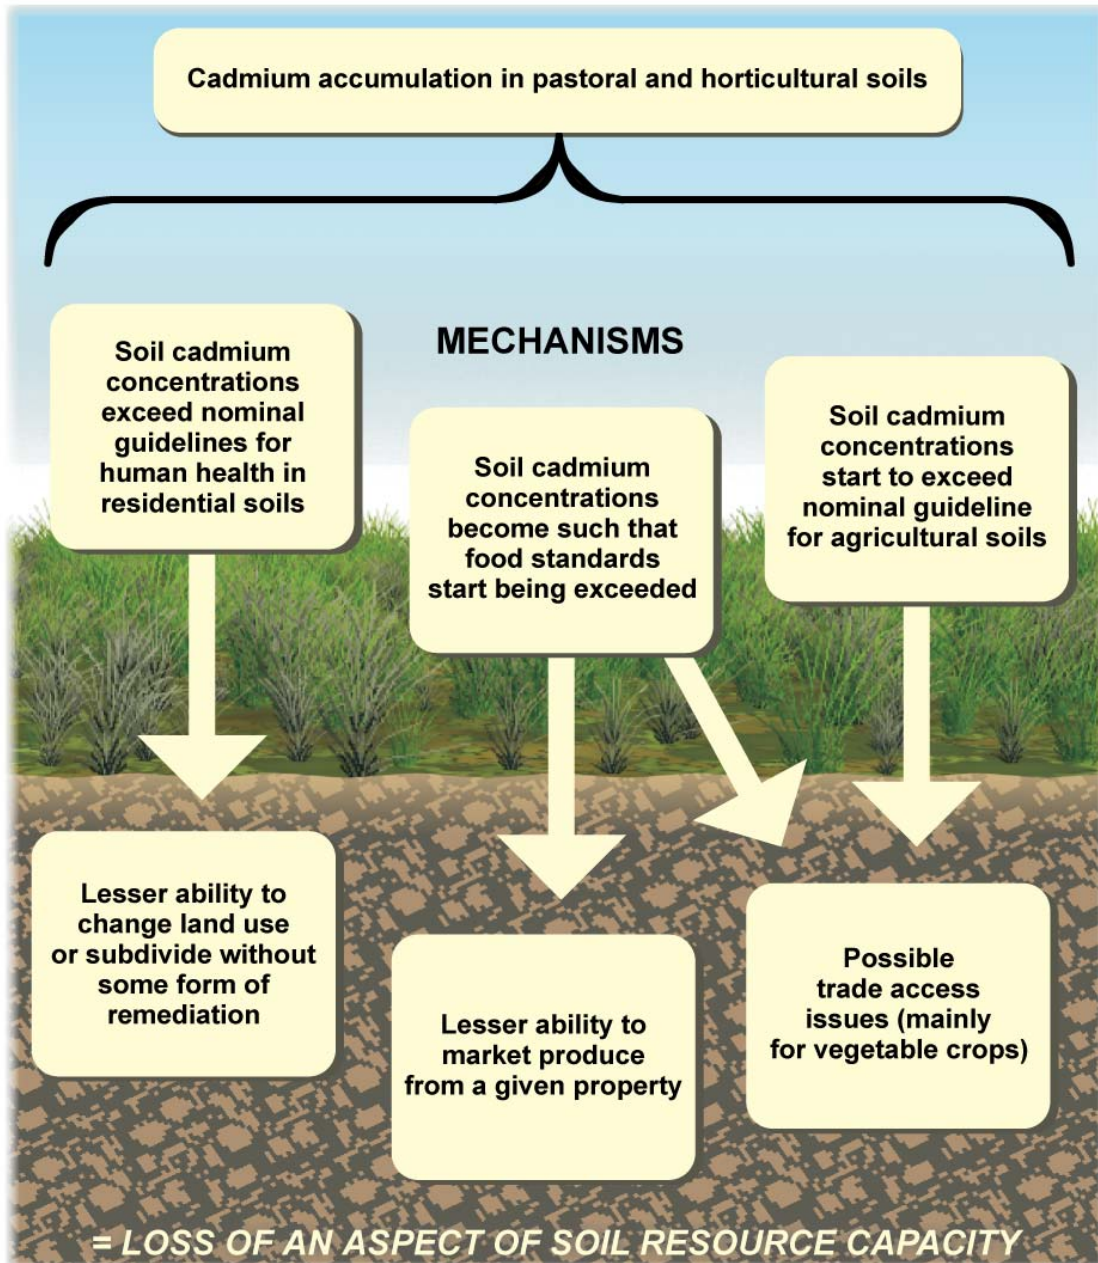 Cadmium accumulation in pastoral and horticultural soils
MECHANISMS
Soil cadmium
concentrations
exceed nominal
guidelines for
human health in
residential soils
Soil cadmium
concentrations
become such that
food standards
start being exceeded
Soil cadmium
concentrations
start to exceed
nominal guideline
for agricultural soils
Lesser ability to
change land use
or subdivide without
some form of
remediation
Lesser ability to
market produce
from a given property
Possible
trade access
issues (mainly
for vegetable crops)
= LOSS OF AN ASPECT OF SOIL RESOURCE CAPACITY